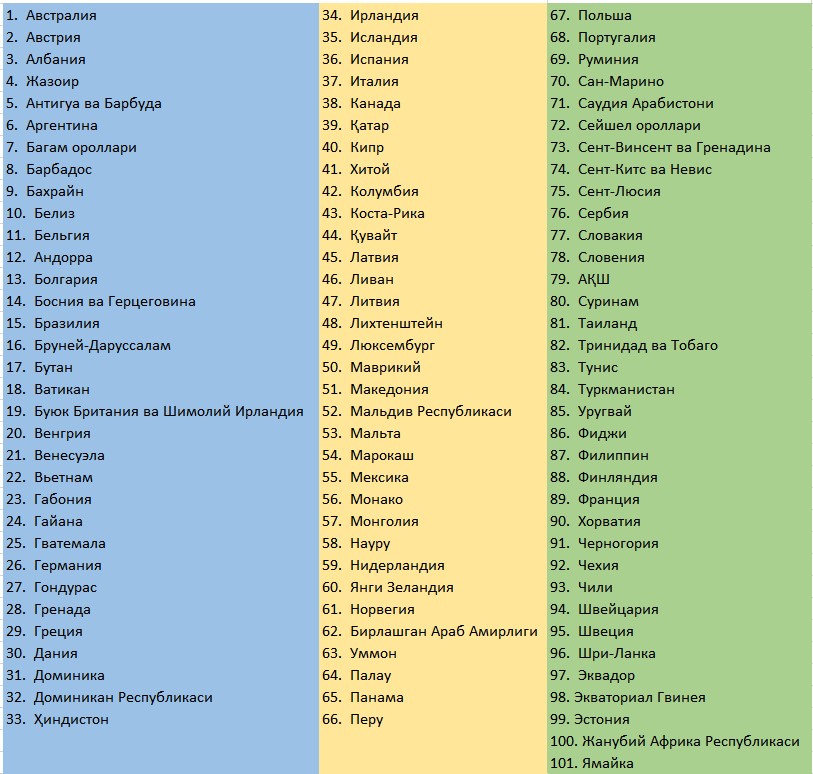 1. Австралия
2. Австрия
3. Албания
4. Жазоир
5. Антигуа ва Барбуда
6. Аргентина
7. Багам ороллари
8. Барбадос
9. Бахрайн
10. Белиз
11. Бельгия
12. Андорра
13. Болгария
14. Босния ва Герцеговина
15. Бразилия
16. Бруней-Даруссалам
17. Бутан
18. Ватикан
19. Буюк Британия ва Шимолий Ирландия
20. Венгрия
21. Венесуэла
22. Вьетнам
23. Габония
24. Гайана
25. Гватемала
26. Германия
27. Гондурас
28. Гренада
29. Греция
30. Дания
31. Доминика
32. Доминикан Республикаси
33. Ҳиндистон
34. Ирландия
35. Исландия
36. Испания
37. Италия
38. Канада
39. Қатар
40. Кипр
41. Хитой
42. Колумбия
43. Коста-Рика
44. Қувайт
45. Латвия
46. Ливан
47. Литвия
48. Лихтенштейн
49. Люксембург
50. Маврикий
51. Македония
52. Мальдив Республикаси
53. Мальта
54. Марокаш
55. Мексика
56. Монако
57. Монголия
58. Науру
59. Нидерландия
60. Янги Зеландия
61. Норвегия
62. Бирлашган Араб Амирлиги
63. Уммон
64. Палау
65. Панама
66. Перу
67. Польша
68. Португалия
69. Руминия
70. Сан-Марино
71. Саудия Арабистони
72. Сейшел ороллари
73. Сент-Винсент ва Гренадина
74. Сент-Китс ва Невис
75. Сент-Люсия
76. Сербия
77. Словакия
78. Словения
79. АҚШ
80. Суринам
81. Таиланд
82. Тринидад ва Тобаго
83. Тунис
84. Туркманистан
85. Уругвай
86. Фиджи
87. Филиппин
88. Финляндия
89. Франция
90. Хорватия
91. Черногория
92. Чехия
93. Чили
94. Швейцария
95. Швеция
96. Шри-Ланка
97. Эквадор
98. Экваториал Гвинея
99. Эстония
100. Жанубий Африка Республикаси
101. Ямайка